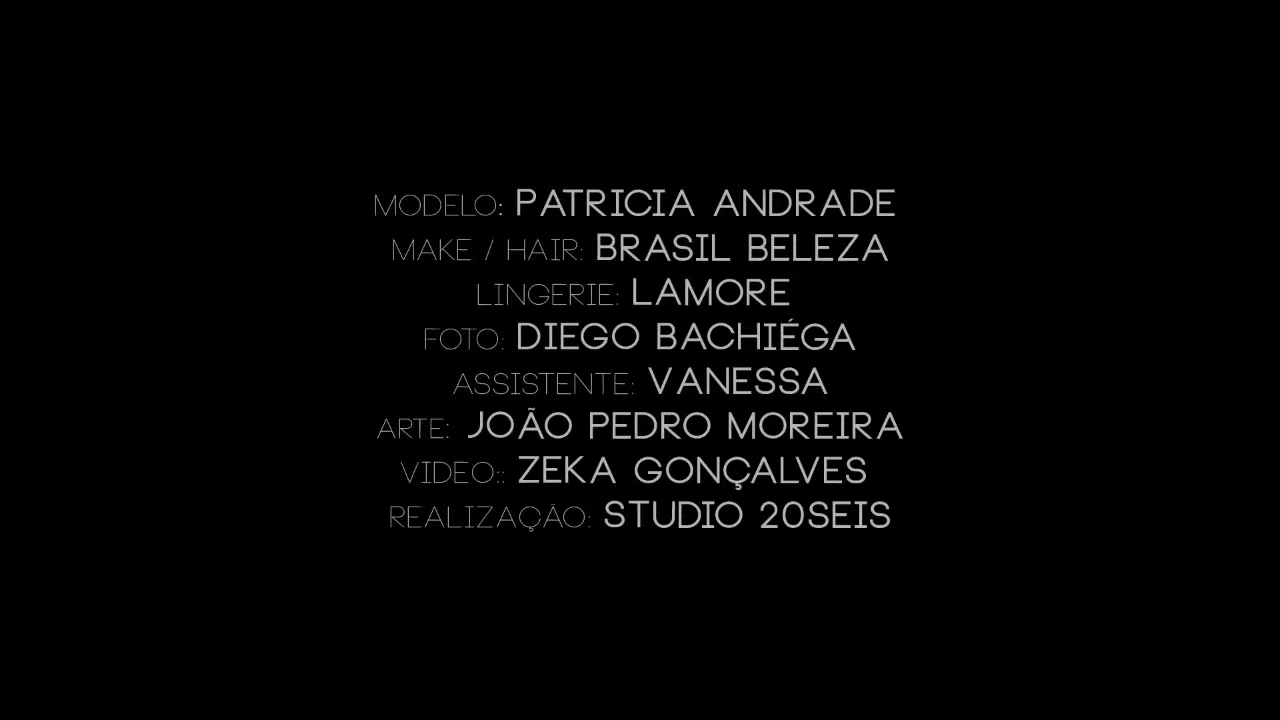 MODELO: PATRICIA ANDRADE
MAKE / HAIR: BRASIL BELEZA
LINGERIE: LAMORE
FOTO: DIEGO BACHIÉGA
ASSISTENTE: VANESSA
ARTE: JOÃO PEDRO MOREIRA
VIDEO:: ZEKA GONÇALVES
REALIZAÇÃO: STUDIO 20SEIS